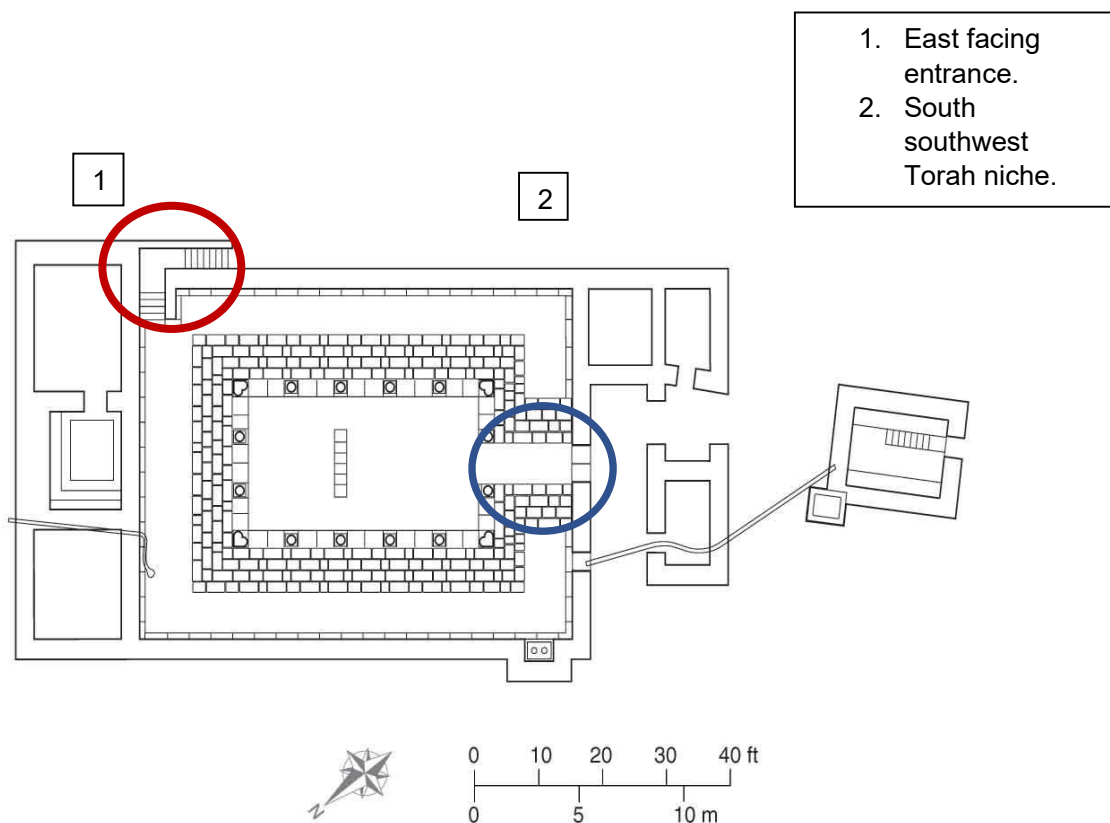 1. East facing
entrance.
2. South
southwest
Torah niche.
1
2
N
0 10 20 30 40 ft
0 5 10 m